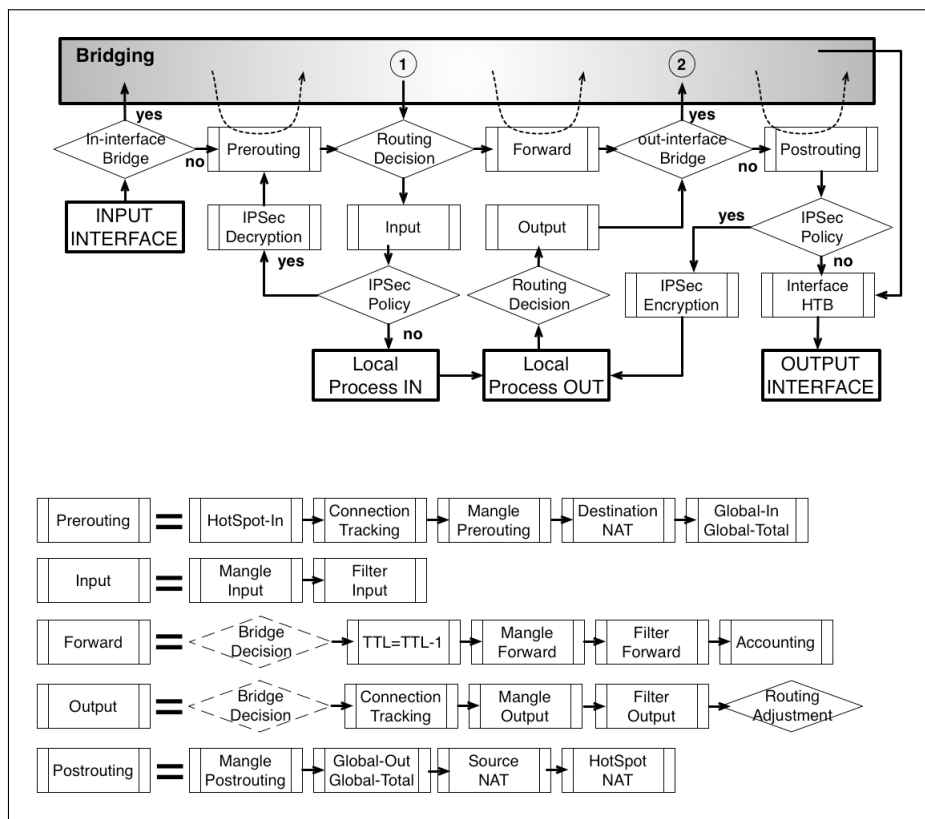 Bridging
1
2
yes
yes
In-interface
Bridge
no
Prerouting
Routing
Decision
Forward
out-interface
Bridge
no
Postrouting
INPUT
INTERFACE
IPSec
Decryption
Input
Output
yes
IPSec
Policy
yes
IPSec
Policy
no
Routing
Decision
IPSec
Encryption
no
Interface
HTB
Local
Process IN
Local
Process OUT
OUTPUT
INTERFACE
Prerouting
=
HotSpot-In
Connection
Tracking
Mangle
Prerouting
Destination
NAT
Global-In
Global-Total
Input
=
Mangle
Input
Filter
Input
Forward
=
Bridge
Decision
TTL=TTL-1
Mangle
Forward
Filter
Forward
Accounting
Output
=
Bridge
Decision
Connection
Tracking
Mangle
Output
Filter
Output
Routing
Adjustment
Postrouting
=
Mangle
Postrouting
Global-Out
Global-Total
Source
NAT
HotSpot
NAT